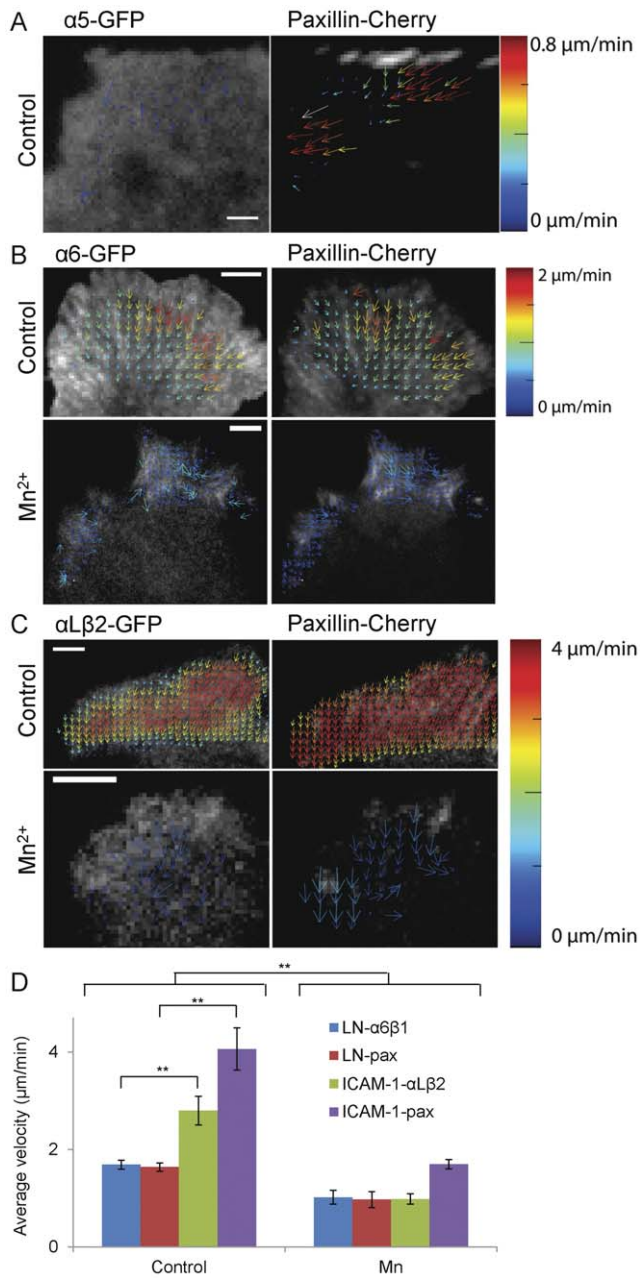 A
α5-GFP
Paxillin-Cherry
Control
0.8 µm/min
0 µm/min
B
α6-GFP
Paxillin-Cherry
Control
2 µm/min
0 µm/min
Mn2+
C
αLβ2-GFP
Paxillin-Cherry
Control
4 µm/min
Mn2+
0 µm/min
D
**
**
**
LN-α6β1
LN-pax
ICAM-1-αLβ2
ICAM-1-pax
Average velocity (µm/min)
4
2
0
Control
Mn